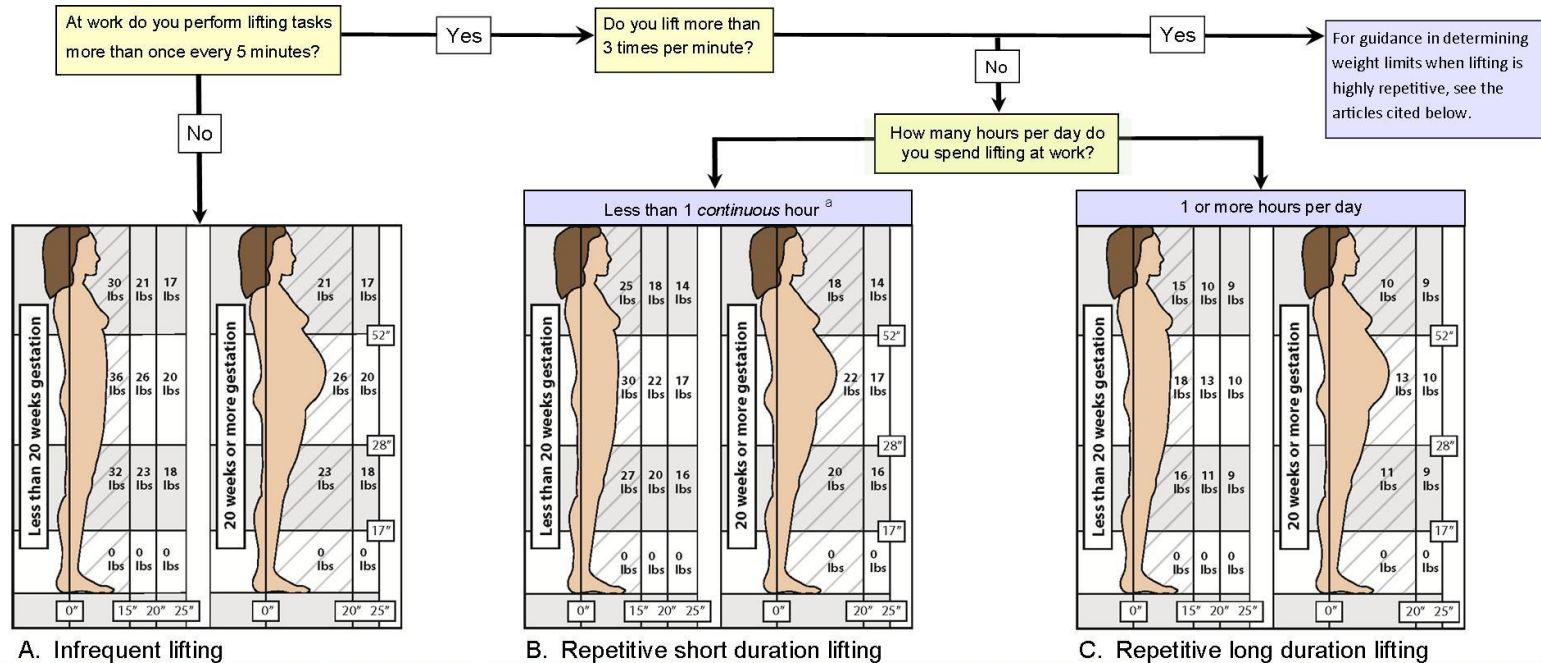 At work do you perform lifting tasks
more than once every 5 minutes?
Yes
Do you lift more than
3 times per minute?
Yes
For guidance in determining
weight limits when lifting is
highly repetitive, see the
articles cited below.
No
No
How many hours per day do
you spend lifting at work?
Less than 1 continuous hour a
1 or more hours per day
Less than 20 weeks gestation
30 lbs 21 lbs 17 lbs
36 lbs 26 lbs 20 lbs
32 lbs 23 lbs 18 lbs
0 lbs 0 lbs 0 lbs
0" 15" 20" 25"
20 weeks or more gestation
21 lbs 17 lbs
52"
26 lbs 20 lbs
28"
23 lbs 18 lbs
17"
0 lbs 0 lbs
0" 20" 25"
A. Infrequent lifting
Less than 20 weeks gestation
25 lbs 18 lbs 14 lbs
30 lbs 22 lbs 17 lbs
27 lbs 20 lbs 16 lbs
0 lbs 0 lbs 0 lbs
0" 15" 20" 25"
20 weeks or more gestation
18 lbs 14 lbs
52"
22 lbs 17 lbs
28"
20 lbs 16 lbs
17"
0 lbs 0 lbs
0" 20" 25"
B. Repetitive short duration lifting
Less than 20 weeks gestation
15 lbs 10 lbs 9 lbs
18 lbs 13 lbs 10 lbs
16 lbs 11 lbs 9 lbs
0 lbs 0 lbs 0 lbs
0" 15" 20" 25"
20 weeks or more gestation
10 lbs 9 lbs
52"
13 lbs 10 lbs
28"
11 lbs 9 lbs
17"
0 lbs 0 lbs
0" 20" 25"
C. Repetitive long duration lifting